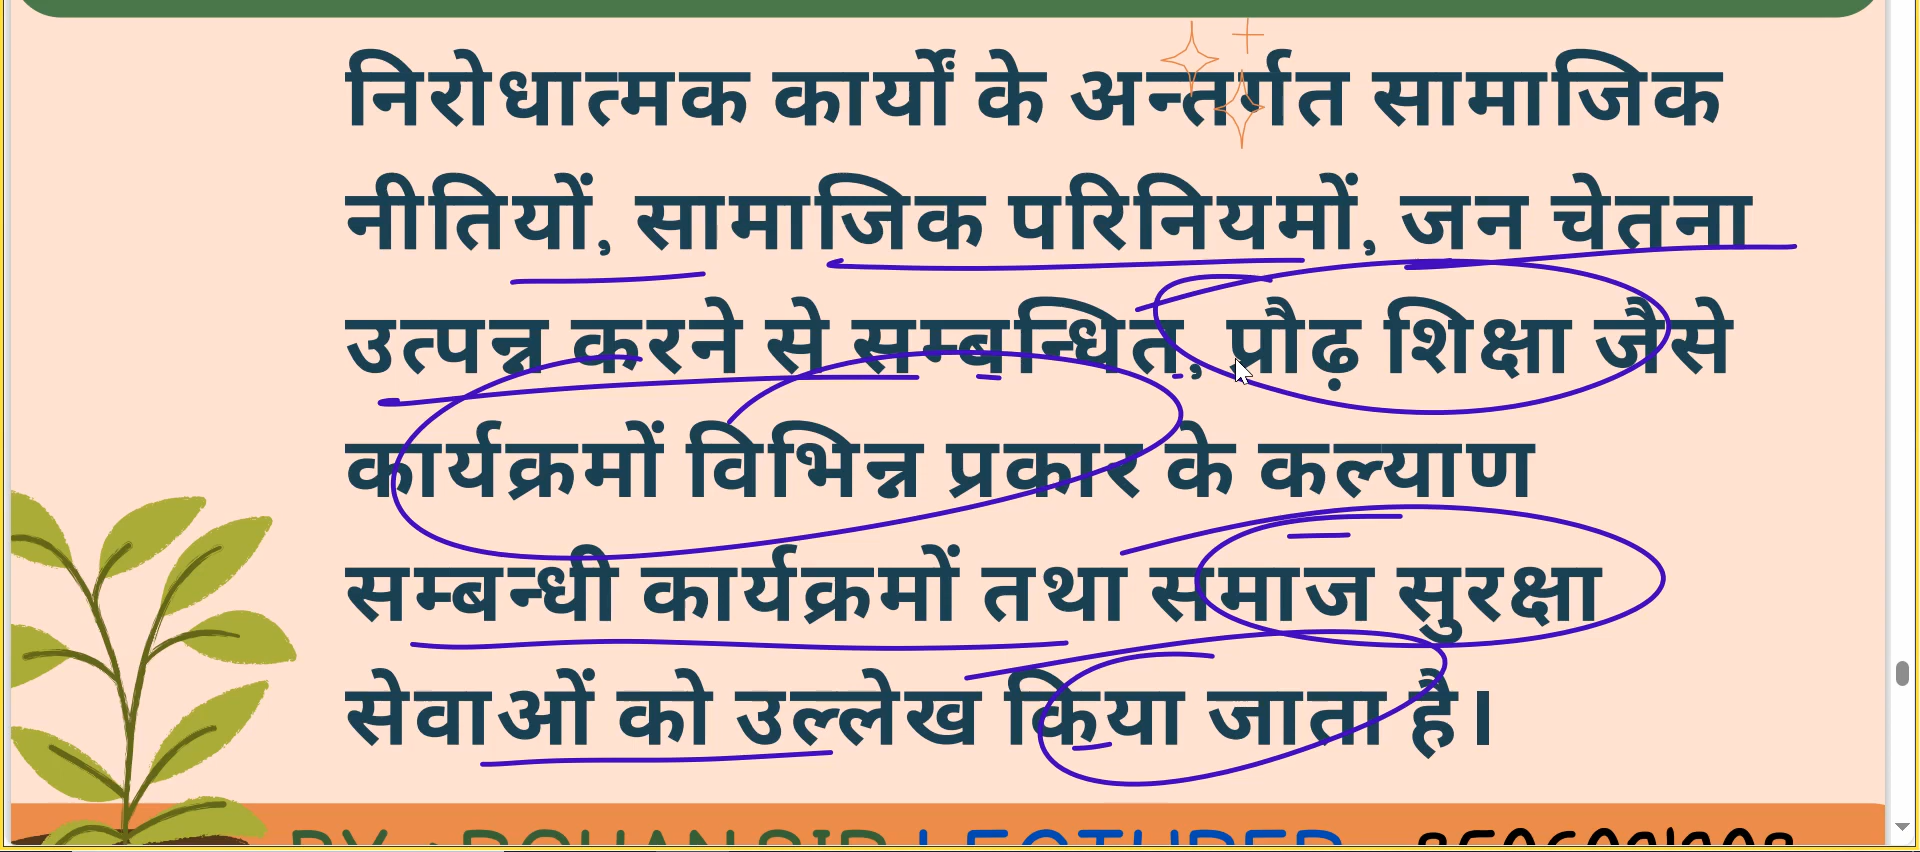 निरोधात्मक कार्यों के अन्तर्गत सामाजिक
नीतियों, सामाजिक परिनियमों, जन चेतना
उत्पन्न करने से सम्बन्धित, प्रौढ़ शिक्षा जैसे
कार्यक्रमों विभिन्न प्रकार के कल्याण
सम्बन्धी कार्यक्रमों तथा समाज सुरक्षा
सेवाओं को उल्लेख किया जाता है।